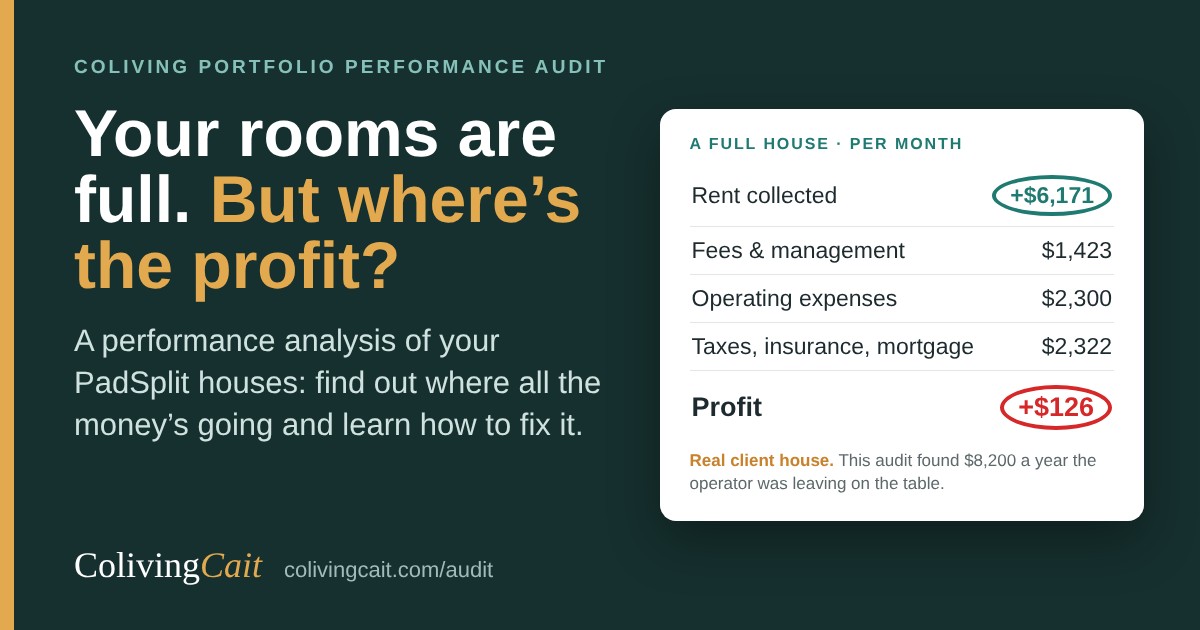 COLIVING PORTFOLIO PERFORMANCE AUDIT
Your rooms are
full. But where’s
the profit?
A performance analysis of your
PadSplit houses: find out where all the
money’s going and learn how to fix it.
ColivingCait colivingcait.com/audit
A FULL HOUSE · PER MONTH
Rent collected +$6,171
Fees & management $1,423
Operating expenses $2,300
Taxes, insurance, mortgage $2,322
Profit +$126
Real client house. This audit found $8,200 a year the
operator was leaving on the table.